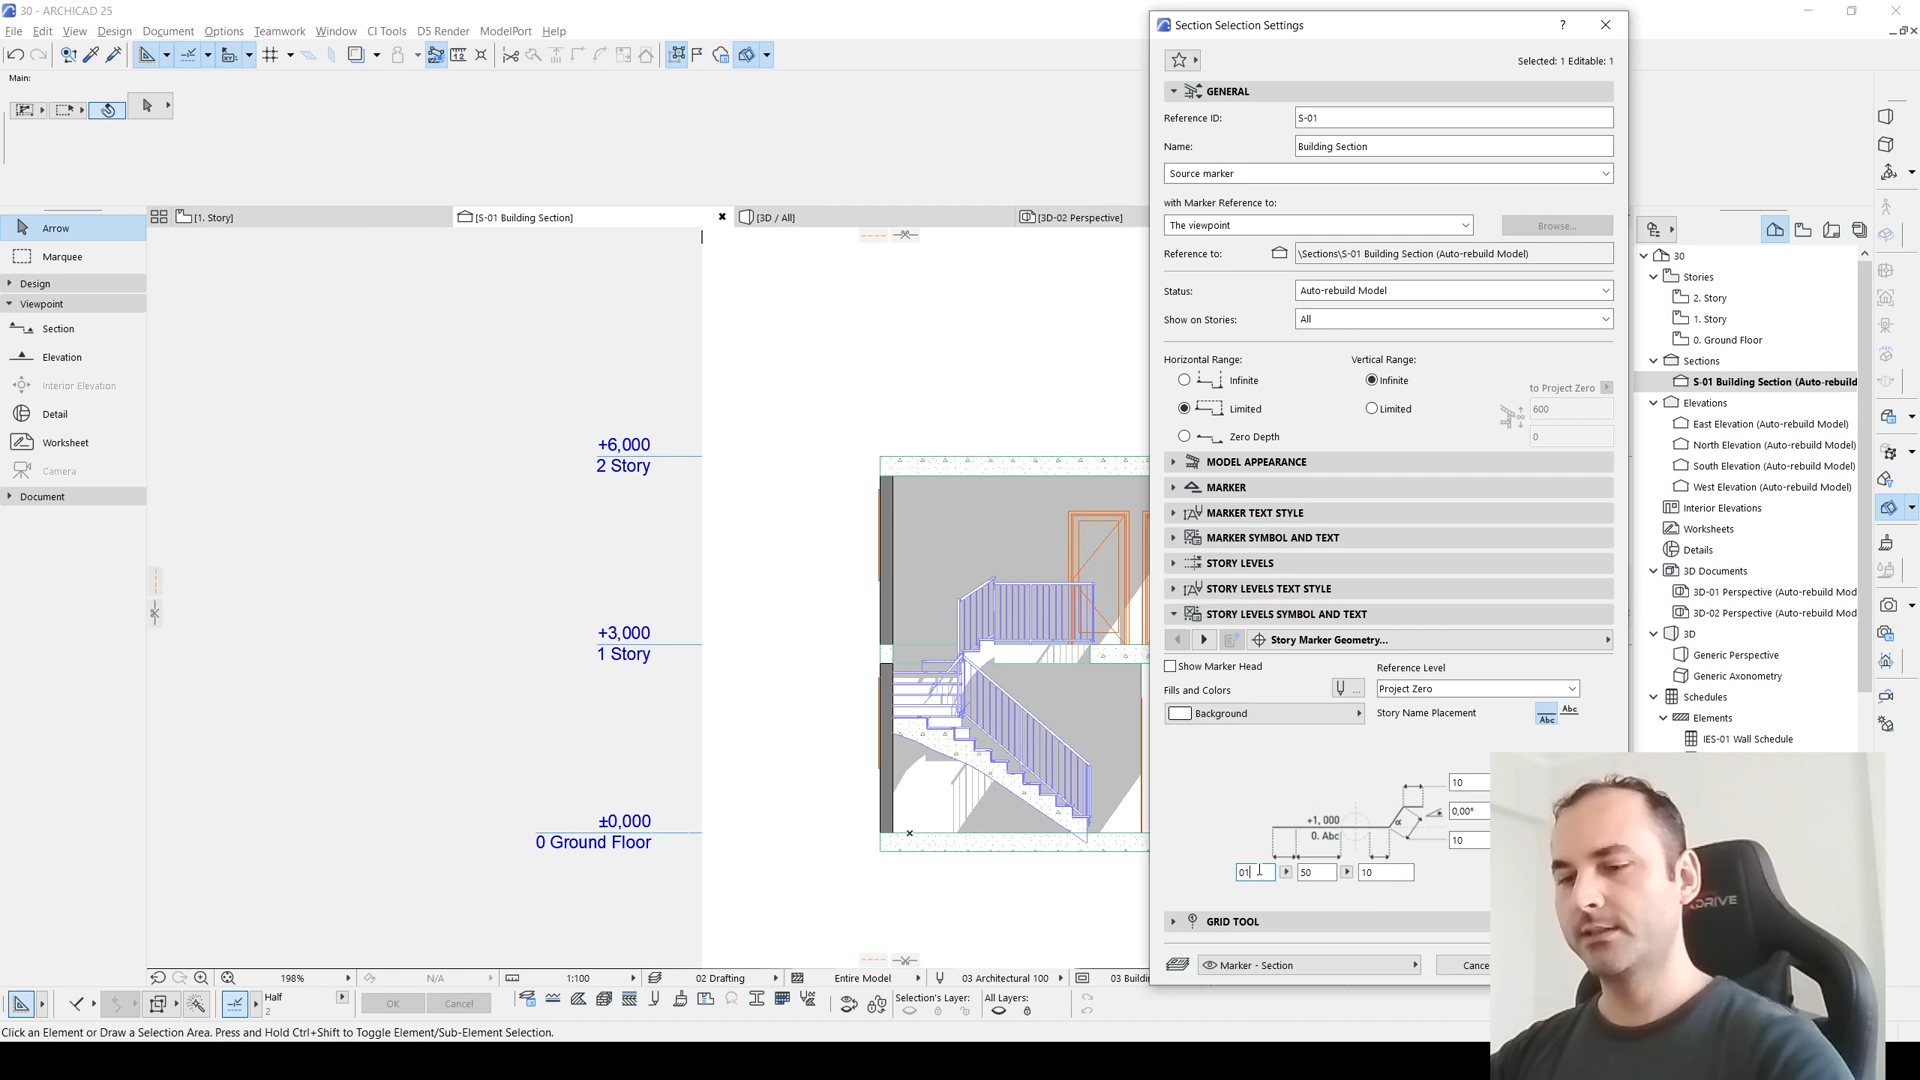 30 - ARCHICAD 25
File Edit View Design Document Options Teamwork Window CI Tools D5 Render ModelPort Help
Main:
Arrow
Marquee
Design
Viewpoint
Section
Elevation
Interior Elevation
Detail
Worksheet
Camera
Document
[1. Story]
[S-01 Building Section]
[3D / All]
[3D-02 Perspective]
+6,000
2 Story
+3,000
1 Story
±0,000
0 Ground Floor
Section Selection Settings
?
Selected: 1 Editable: 1
GENERAL
Reference ID: S-01
Name: Building Section
Source marker
with Marker Reference to:
The viewpoint
Browse...
Reference to: \Sections\S-01 Building Section (Auto-rebuild Model)
Status: Auto-rebuild Model
Show on Stories: All
Horizontal Range:
Infinite
Limited
Zero Depth
Vertical Range:
Infinite
Limited
to Project Zero
600
0
MODEL APPEARANCE
MARKER
MARKER TEXT STYLE
MARKER SYMBOL AND TEXT
STORY LEVELS
STORY LEVELS TEXT STYLE
STORY LEVELS SYMBOL AND TEXT
Story Marker Geometry...
Show Marker Head
Reference Level
Fills and Colors
Project Zero
Background
Story Name Placement
Abc
Abc
10
+1, 000
0. Abc
α
0,00°
10
01
50
10
GRID TOOL
Marker - Section
Cance
30
Stories
2. Story
1. Story
0. Ground Floor
Sections
S-01 Building Section (Auto-rebuild
Elevations
East Elevation (Auto-rebuild Model)
North Elevation (Auto-rebuild Model)
South Elevation (Auto-rebuild Model)
West Elevation (Auto-rebuild Model)
Interior Elevations
Worksheets
Details
3D Documents
3D-01 Perspective (Auto-rebuild Mod
3D-02 Perspective (Auto-rebuild Mod
3D
Generic Perspective
Generic Axonometry
Schedules
Elements
IES-01 Wall Schedule
198%
N/A
1:100
02 Drafting
Entire Model
03 Architectural 100
03 Buildin
Half
2
OK
Cancel
Selection's Layer:
All Layers:
Click an Element or Draw a Selection Area. Press and Hold Ctrl+Shift to Toggle Element/Sub-Element Selection.